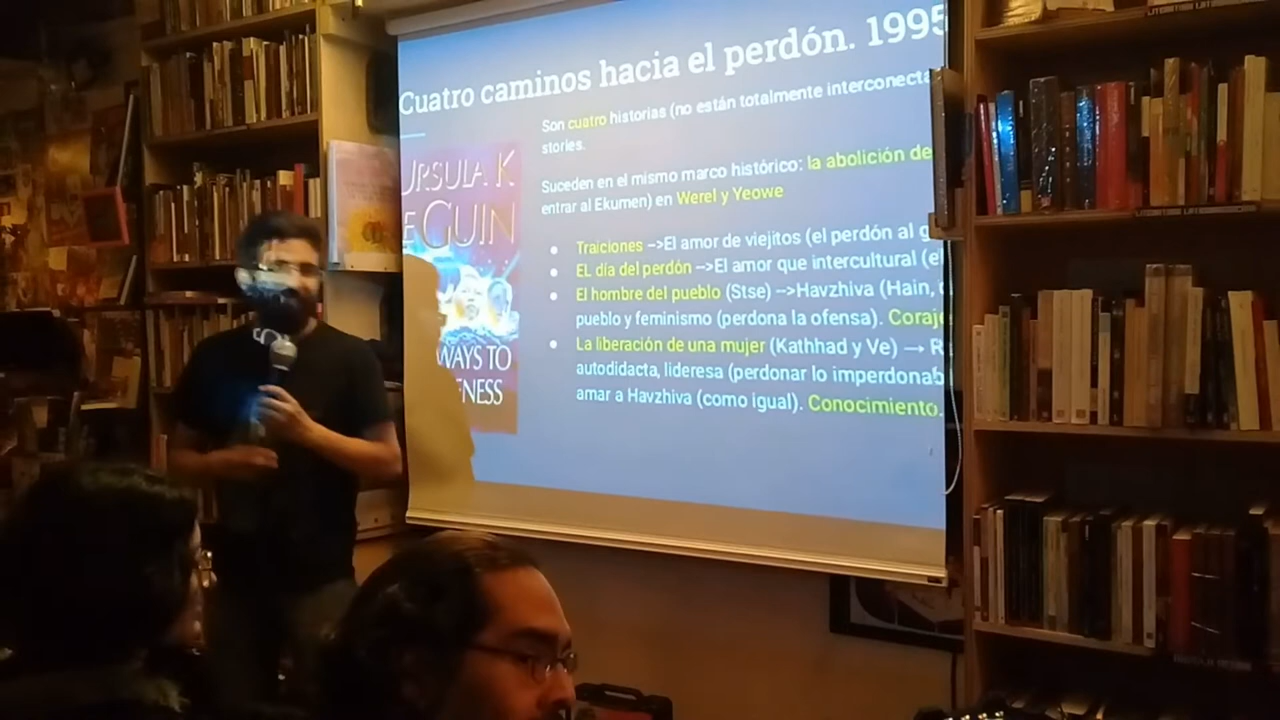 Cuatro caminos hacia el perdón. 1995
Son cuatro historias (no están totalmente interconecta
stories.
Suceden en el mismo marco histórico: la abolición de
entrar al Ekumen) en Werel y Yeowe
Traiciones –>El amor de viejitos (el perdón al g
EL día del perdón –>El amor que intercultural (el
El hombre del pueblo (Stse) –>Havzhiva (Hain,
pueblo y feminismo (perdona la ofensa). Coraje
La liberación de una mujer (Kathhad y Ve) → R
autodidacta, lideresa (perdonar lo imperdonab
amar a Havzhiva (como igual). Conocimiento.
URSULA K
E GUIN
WAYS TO
ENESS